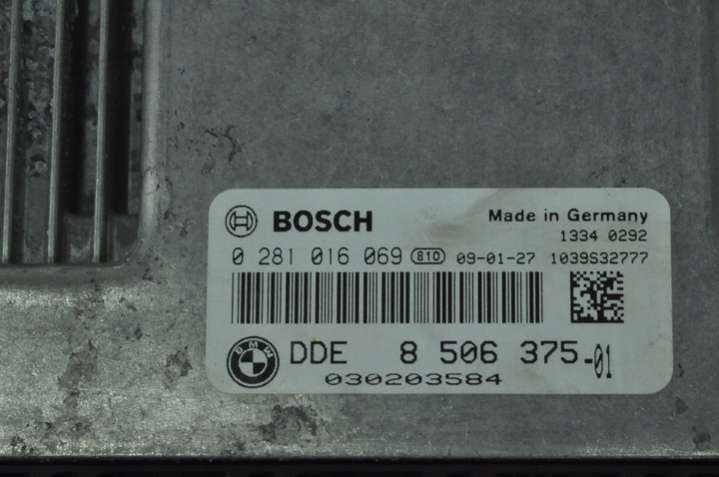 BOSCH Made in Germany
1334 0292
0 281 016 069 810 09-01-27 1039S32777
BMW DDE 8 506 375-01
030203584